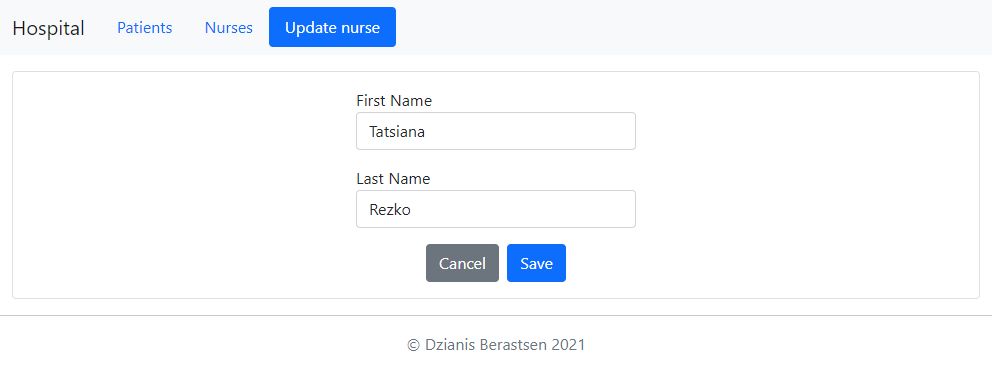 Hospital Patients Nurses Update nurse
First Name
Tatsiana
Last Name
Rezko
Cancel Save
© Dzianis Berastsen 2021